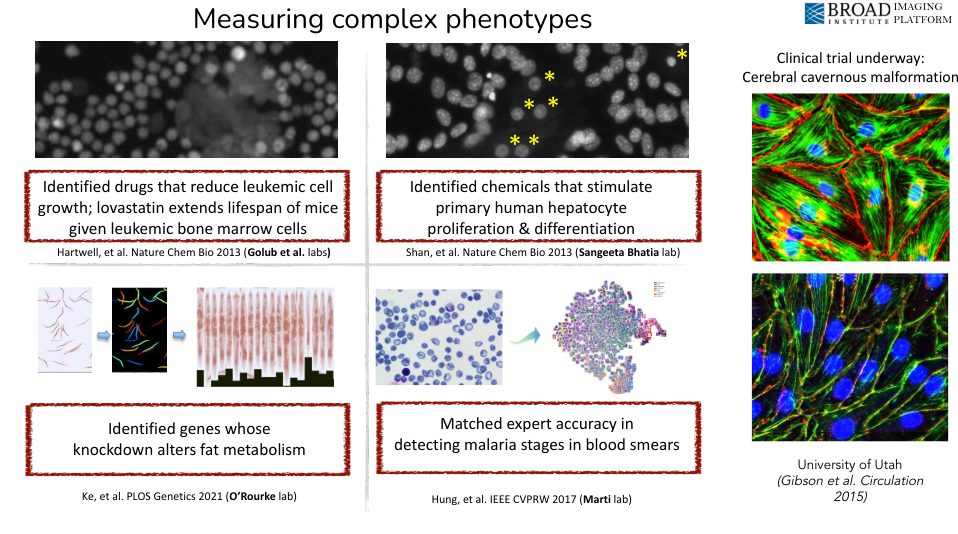 Measuring complex phenotypes
BROAD
INSTITUTE
IMAGING
PLATFORM
Identified drugs that reduce leukemic cell
growth; lovastatin extends lifespan of mice
given leukemic bone marrow cells
Hartwell, et al. Nature Chem Bio 2013 (Golub et al. labs)
*
*
*
*
*
*
Identified chemicals that stimulate
primary human hepatocyte
proliferation & differentiation
Shan, et al. Nature Chem Bio 2013 (Sangeeta Bhatia lab)
Identified genes whose
knockdown alters fat metabolism
Ke, et al. PLOS Genetics 2021 (O’Rourke lab)
Matched expert accuracy in
detecting malaria stages in blood smears
Hung, et al. IEEE CVPRW 2017 (Marti lab)
Clinical trial underway:
Cerebral cavernous malformation
University of Utah
(Gibson et al. Circulation
2015)